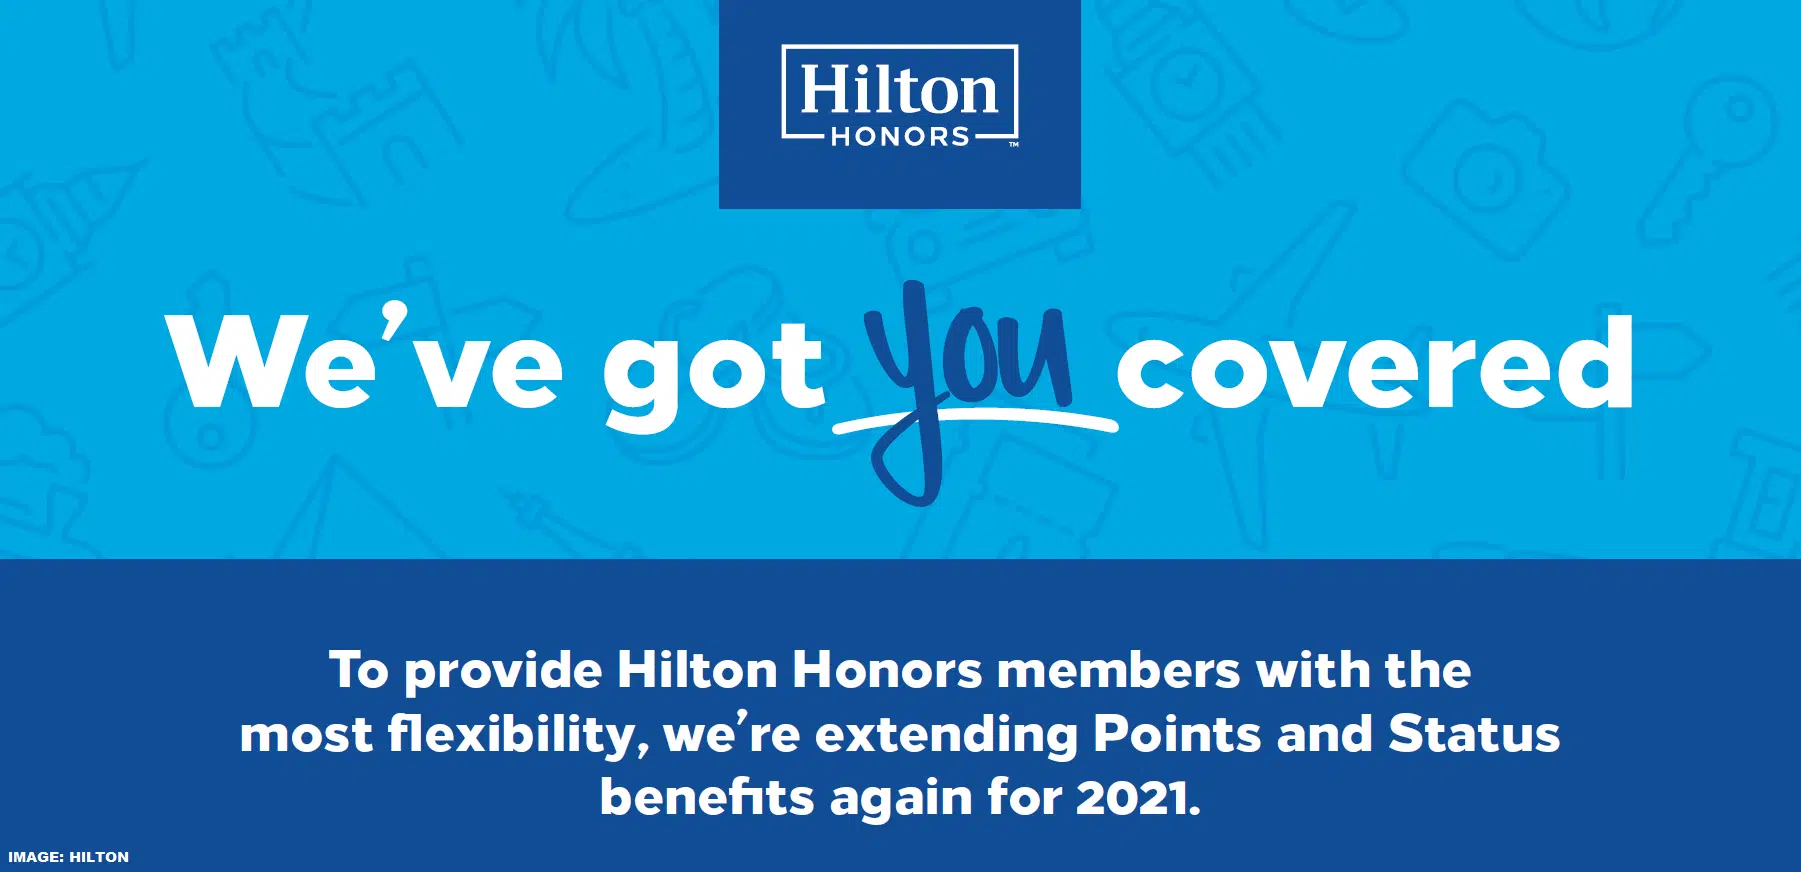 Hilton
HONORS™
We’ve got you covered
To provide Hilton Honors members with the
most flexibility, we’re extending Points and Status
benefits again for 2021.
IMAGE: HILTON